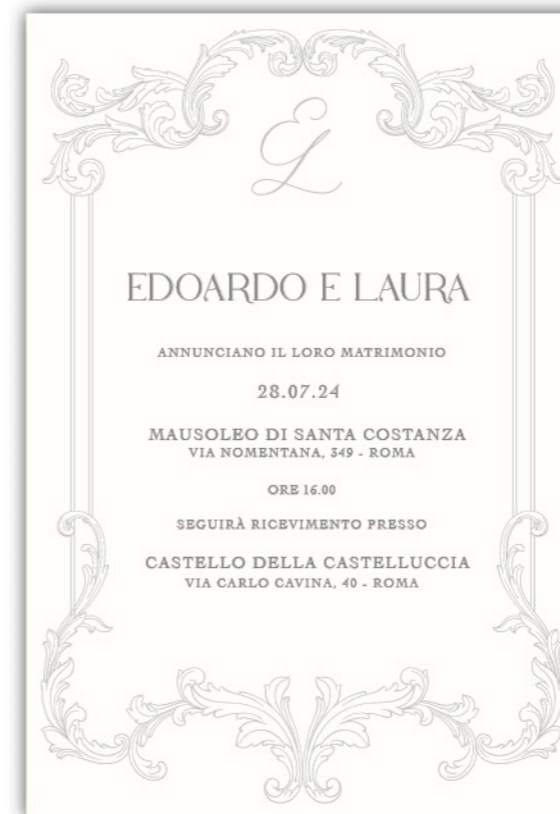 EL
EDOARDO E LAURA
ANNUNCIANO IL LORO MATRIMONIO
28.07.24
MAUSOLEO DI SANTA COSTANZA
VIA NOMENTANA, 349 - ROMA
ORE 16.00
SEGUIRÀ RICEVIMENTO PRESSO
CASTELLO DELLA CASTELLUCCIA
VIA CARLO CAVINA, 40 - ROMA